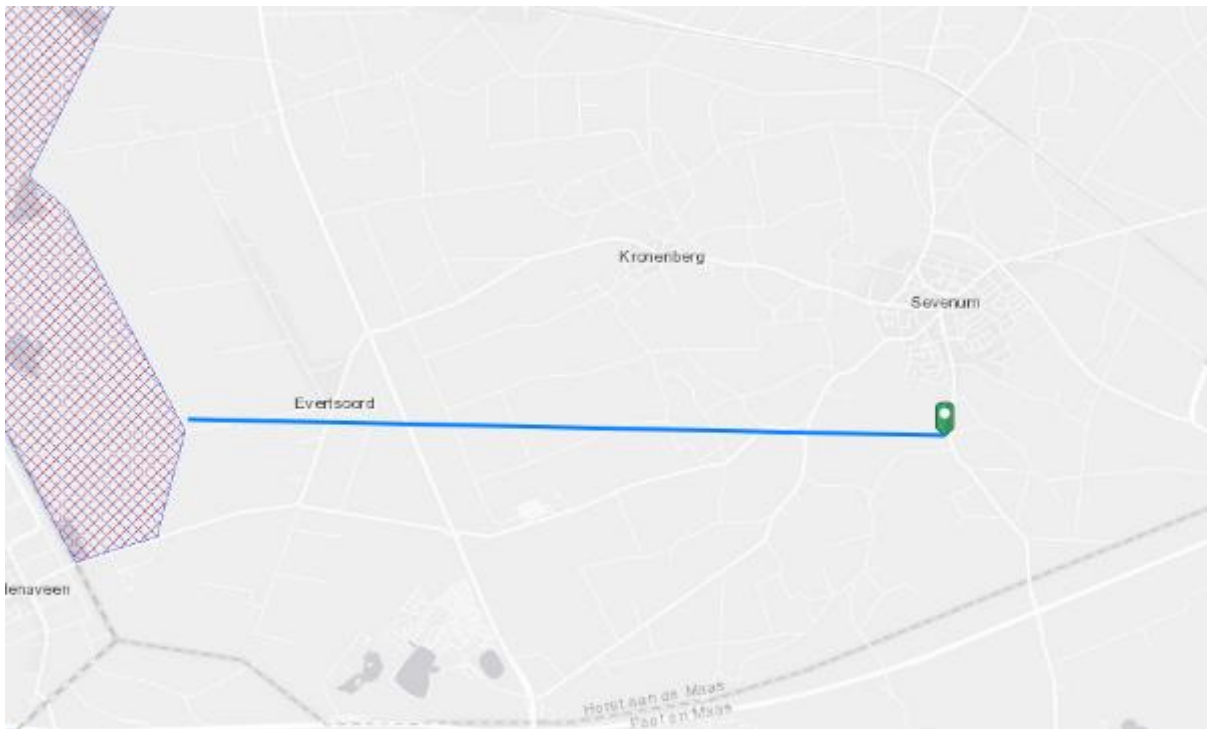 Kronenberg
Sevenum
Evertsoord
lenaveen
Horst aan de Maas
Peel en Maas